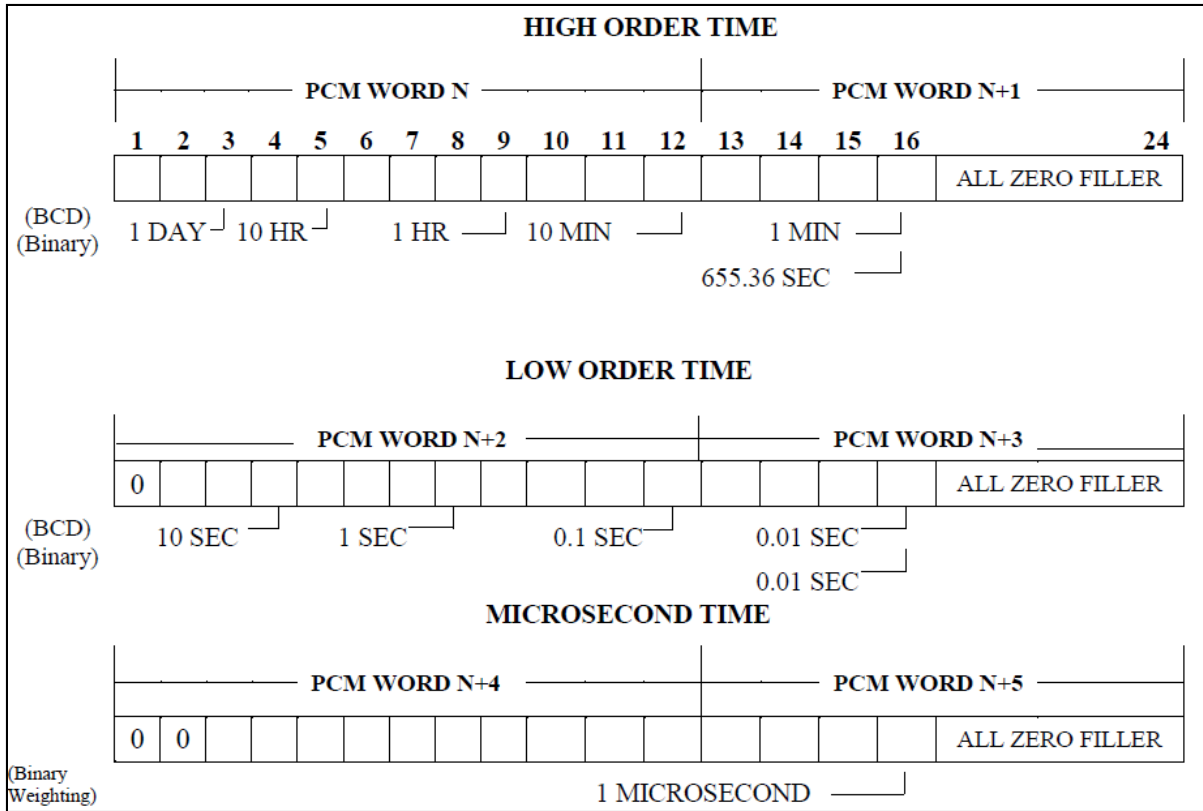 HIGH ORDER TIME
PCM WORD N PCM WORD N+1
1 2 3 4 5 6 7 8 9 10 11 12 13 14 15 16 24
ALL ZERO FILLER
(BCD) 1 DAY 10 HR 1 HR 10 MIN 1 MIN
(Binary) 655.36 SEC
LOW ORDER TIME
PCM WORD N+2 PCM WORD N+3
0 ALL ZERO FILLER
(BCD) 10 SEC 1 SEC 0.1 SEC 0.01 SEC
(Binary) 0.01 SEC
MICROSECOND TIME
PCM WORD N+4 PCM WORD N+5
0 0 ALL ZERO FILLER
(Binary
Weighting) 1 MICROSECOND